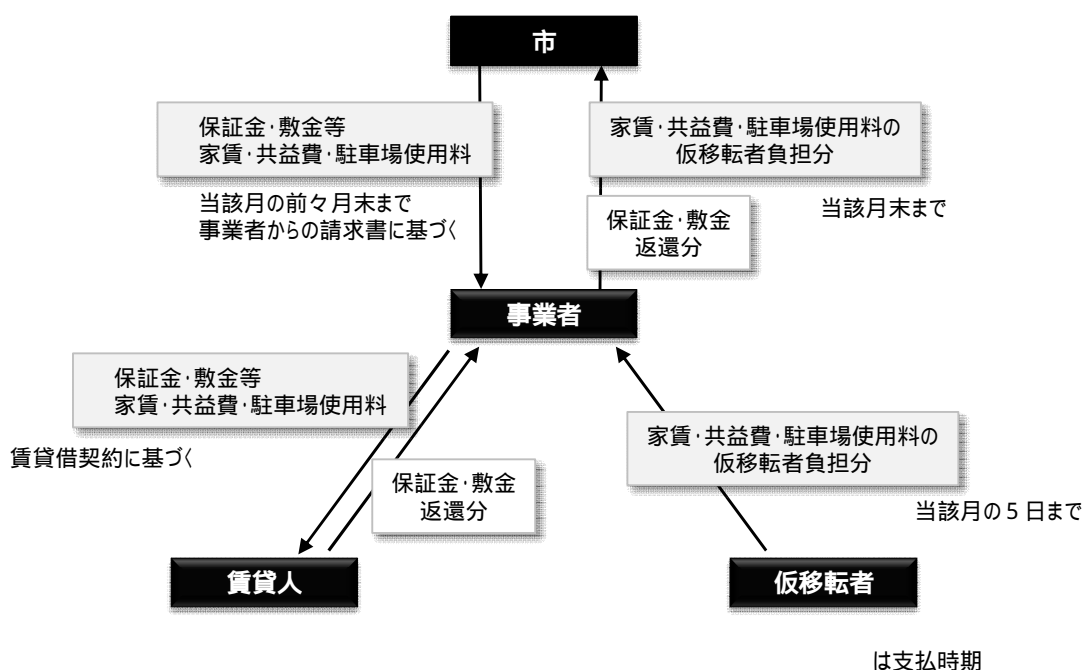 市
保証金・敷金等
家賃・共益費・駐車場使用料
家賃・共益費・駐車場使用料の
仮移転者負担分
当該月の前々月末まで
事業者からの請求書に基づく
当該月末まで
保証金・敷金
返還分
事業者
保証金・敷金等
家賃・共益費・駐車場使用料
賃貸借契約に基づく
家賃・共益費・駐車場使用料の
仮移転者負担分
保証金・敷金
返還分
当該月の5日まで
賃貸人
仮移転者
は支払時期